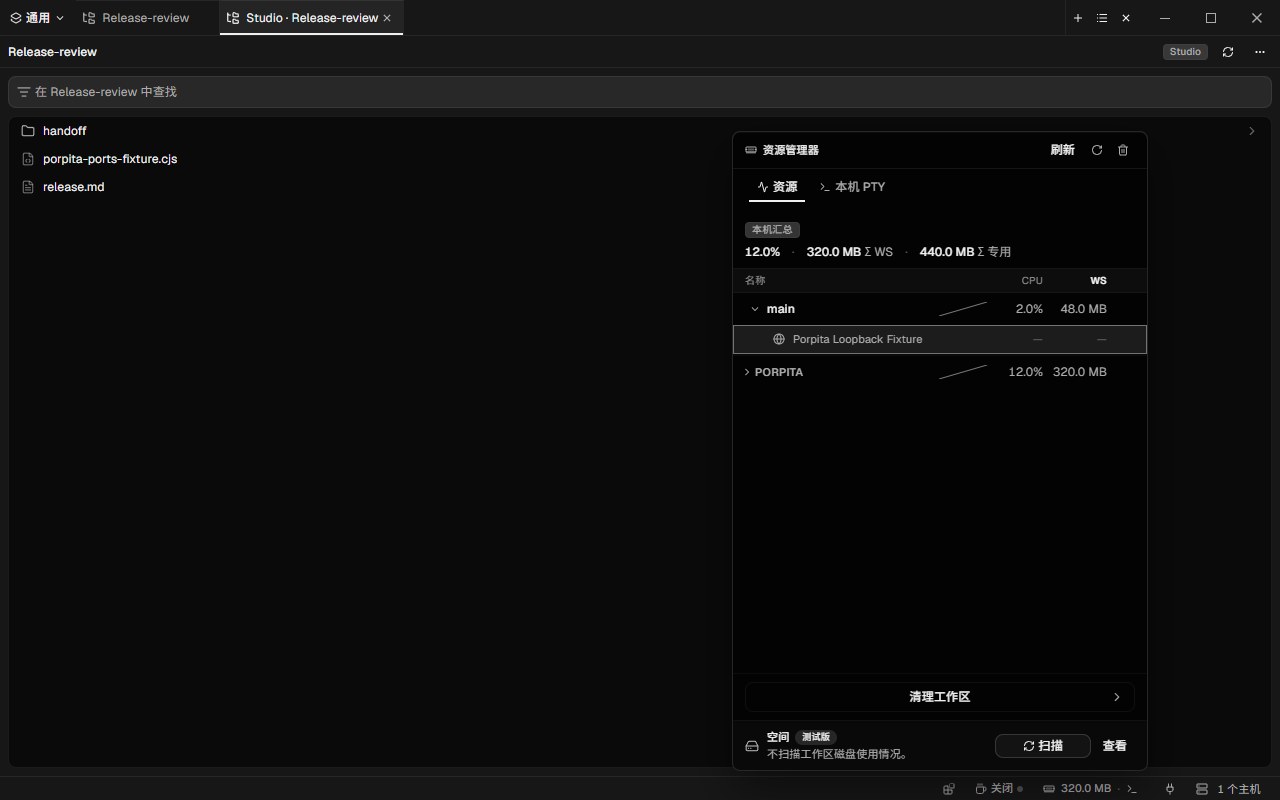 通用 Release-review Studio · Release-review
Release-review Studio
在 Release-review 中查找
handoff
porpita-ports-fixture.cjs
release.md
资源管理器 刷新
资源 本机 PTY
本机汇总
12.0% · 320.0 MB Σ WS · 440.0 MB Σ 专用
名称 CPU WS
main 2.0% 48.0 MB
Porpita Loopback Fixture — —
PORPITA 12.0% 320.0 MB
清理工作区
空间 测试版
不扫描工作区磁盘使用情况。
扫描 查看
关闭 320.0 MB · 1 个主机